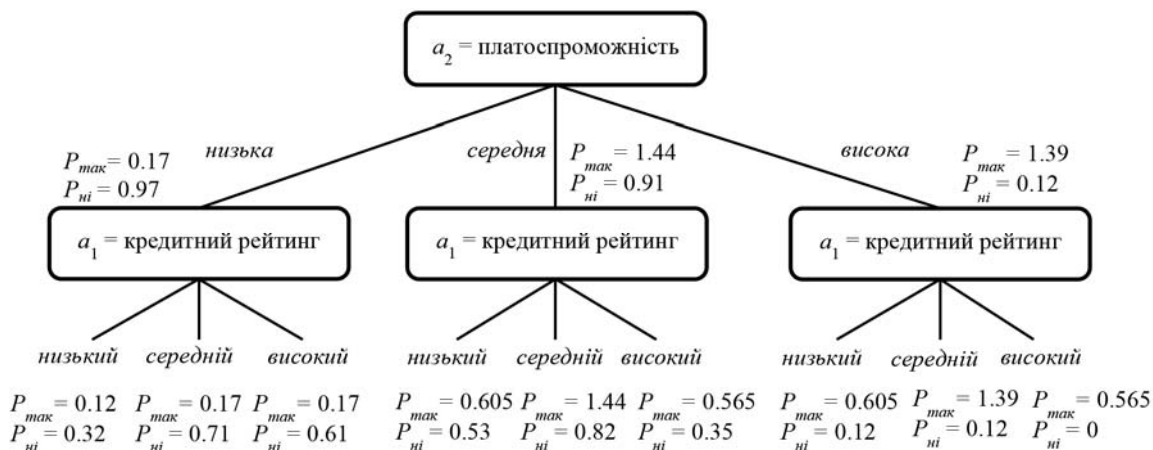 a₂ = платоспроможність
низька
середня
висока
Pтак = 0.17
Pні = 0.97
Pтак = 1.44
Pні = 0.91
Pтак = 1.39
Pні = 0.12
a₁ = кредитний рейтинг
a₁ = кредитний рейтинг
a₁ = кредитний рейтинг
низький середній високий
низький середній високий
низький середній високий
Pтак = 0.12 Pтак = 0.17 Pтак = 0.17
Pні = 0.32 Pні = 0.71 Pні = 0.61
Pтак = 0.605 Pтак = 1.44 Pтак = 0.565
Pні = 0.53 Pні = 0.82 Pні = 0.35
Pтак = 0.605 Pтак = 1.39 Pтак = 0.565
Pні = 0.12 Pні = 0.12 Pні = 0